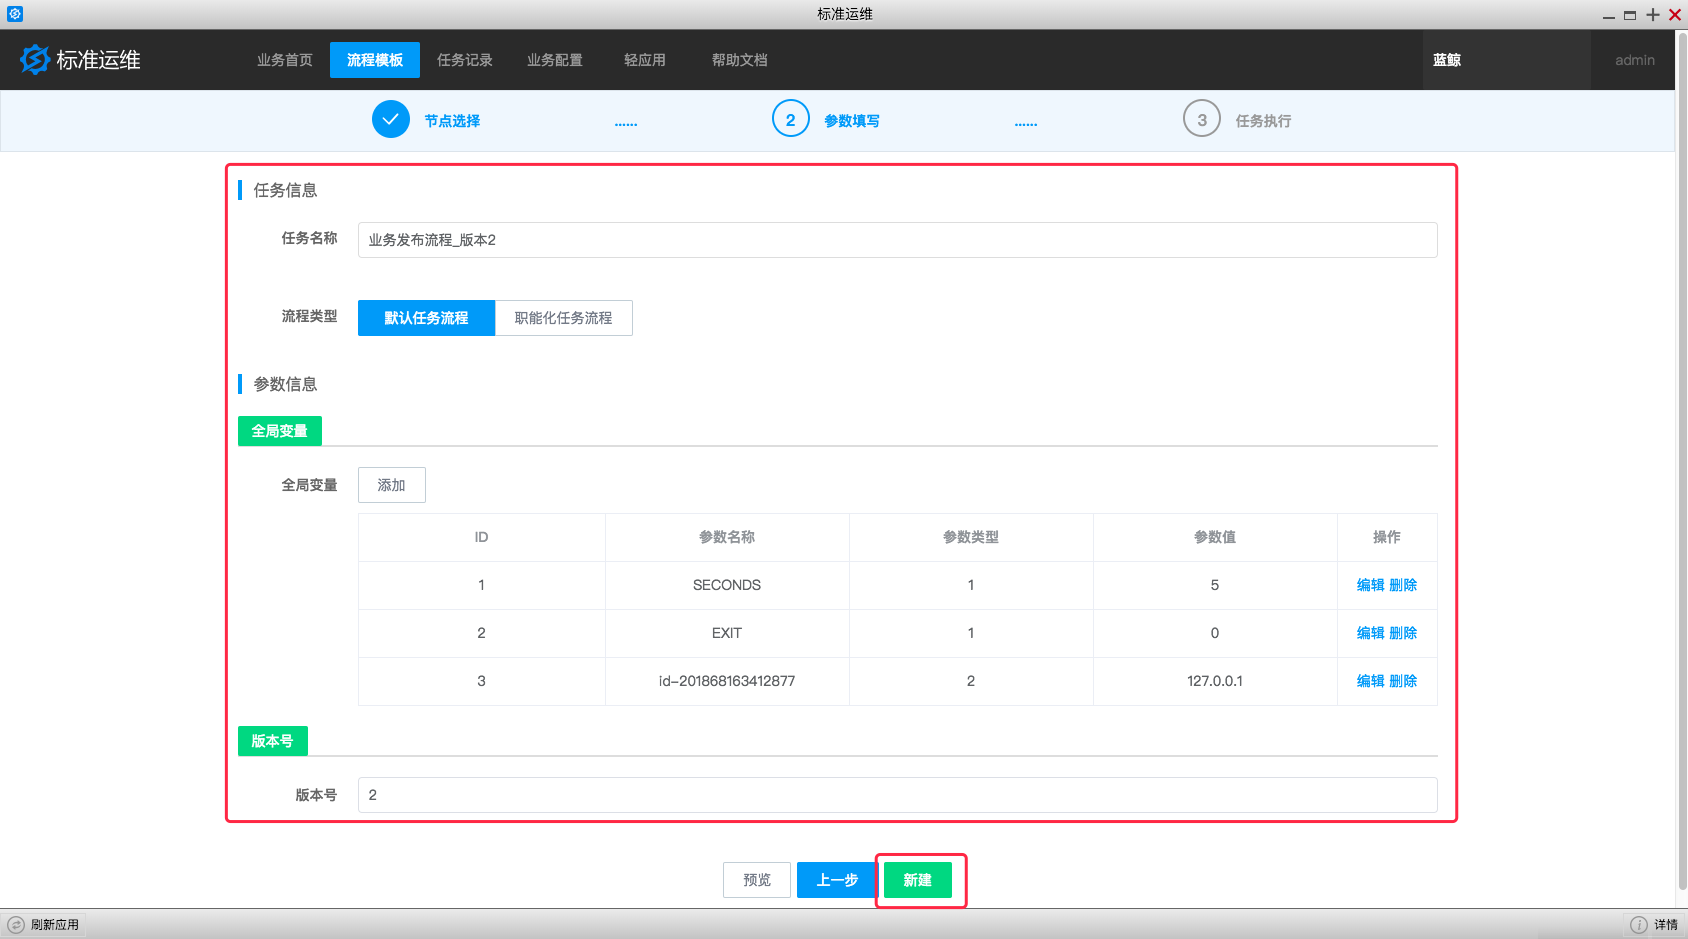 标准运维
标准运维 业务首页 流程模板 任务记录 业务配置 轻应用 帮助文档 蓝鲸 admin
节点选择 ...... 2 参数填写 ...... 3 任务执行
任务信息
任务名称 业务发布流程_版本2
流程类型 默认任务流程 职能化任务流程
参数信息
全局变量
全局变量 添加
ID 参数名称 参数类型 参数值 操作
1 SECONDS 1 5 编辑 删除
2 EXIT 1 0 编辑 删除
3 id-201868163412877 2 127.0.0.1 编辑 删除
版本号
版本号 2
预览 上一步 新建
刷新应用 详情